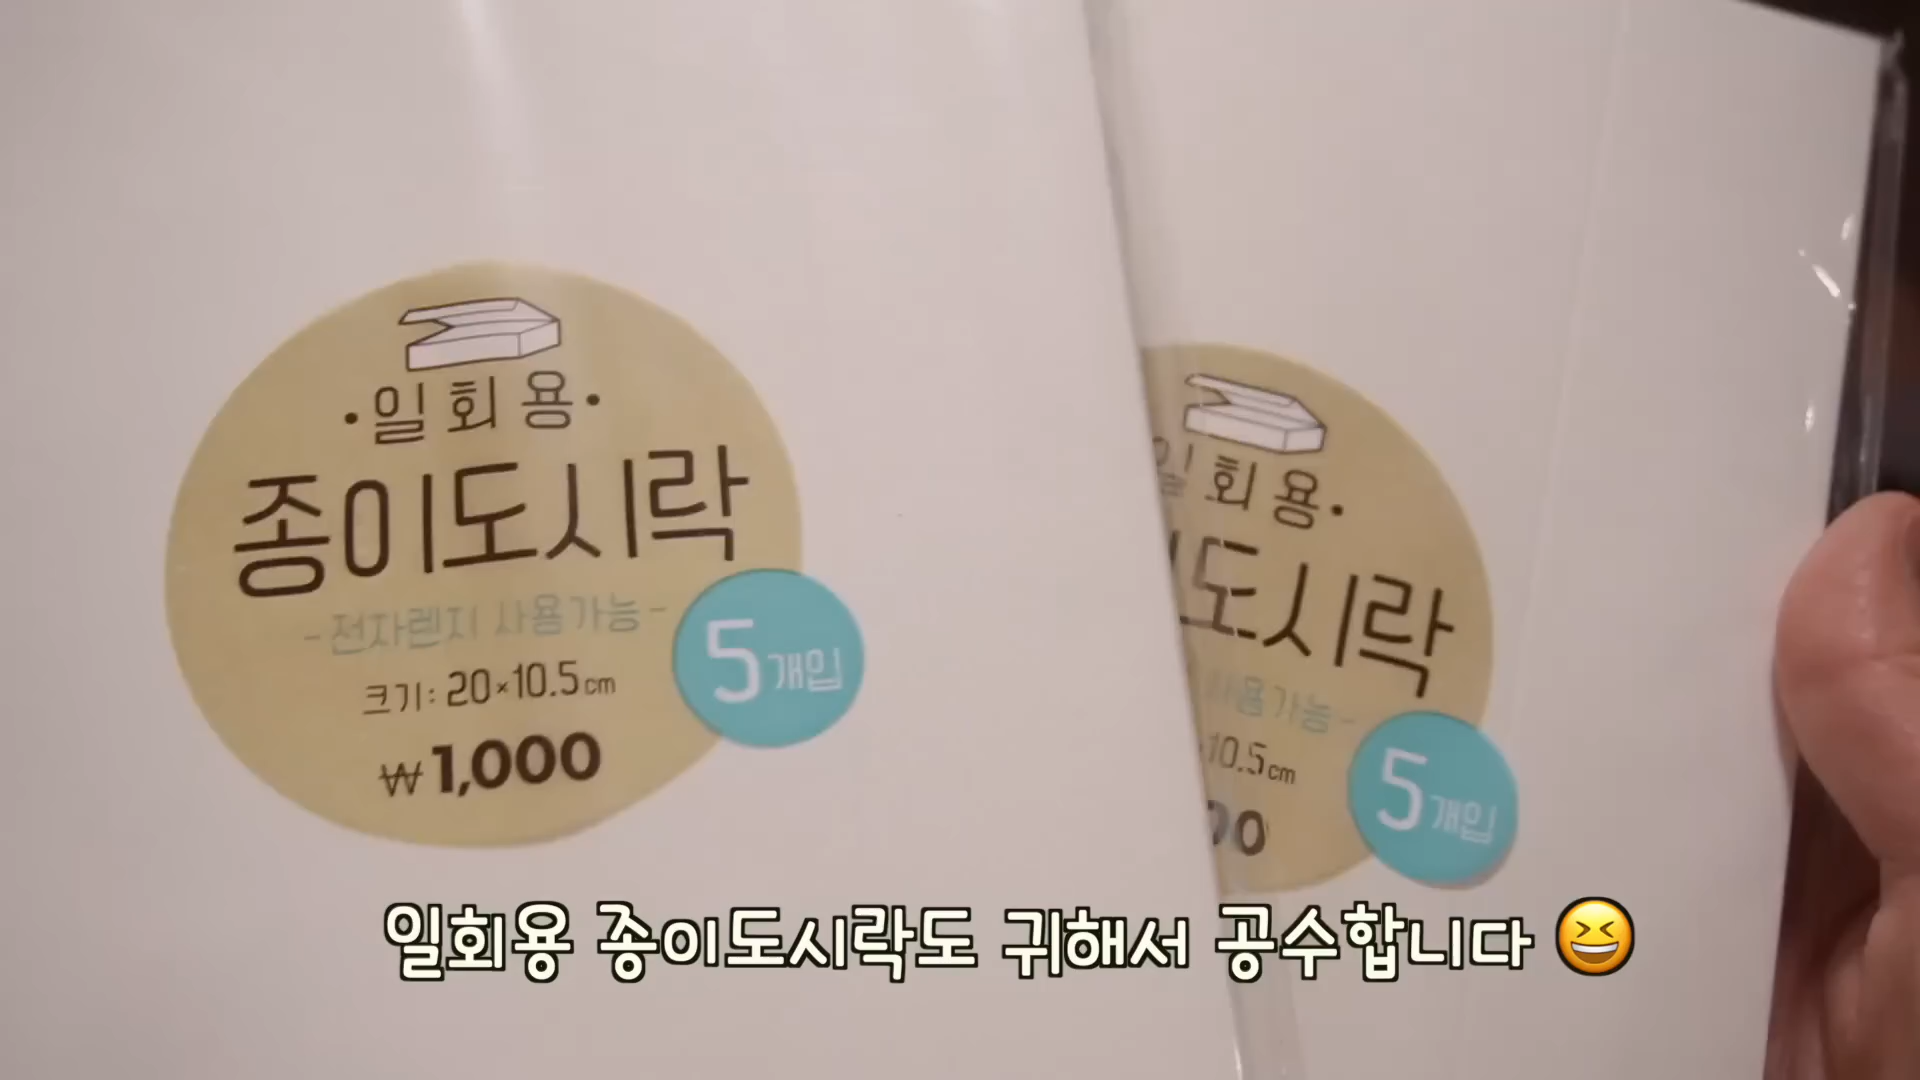 ·일회용·
종이도시락
-전자렌지 사용가능-
크기: 20×10.5cm
₩1,000
5개입
일회용·
도시락
사용가능-
10.5cm
00
5개입
일회용 종이도시락도 귀해서 공수합니다 😆